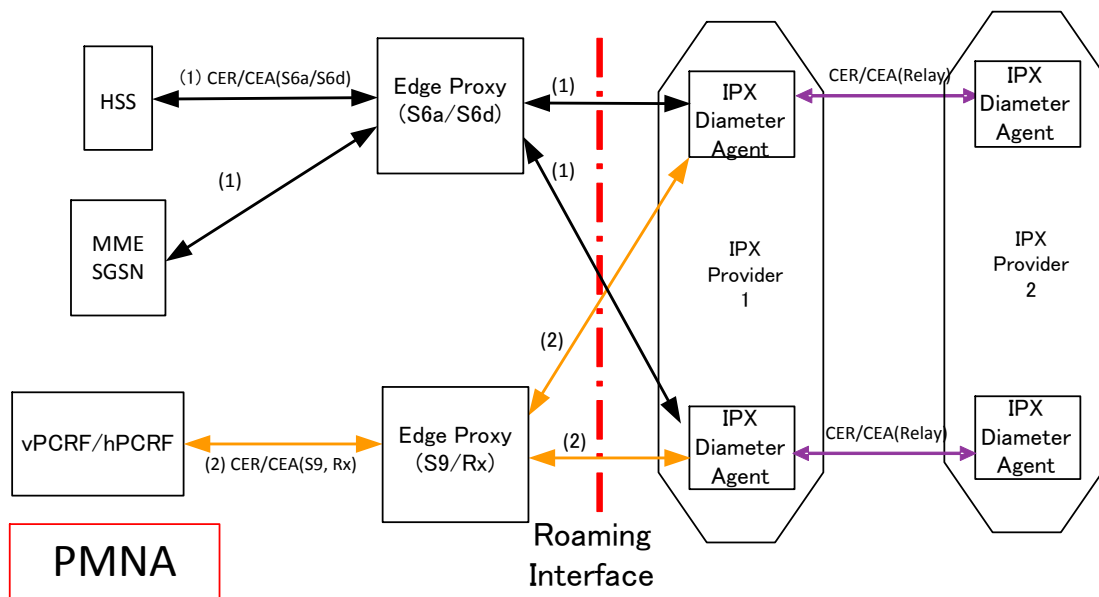 (1) CER/CEA(S6a/S6d)
HSS
Edge Proxy
(S6a/S6d)
(1)
IPX
Diameter
Agent
CER/CEA(Relay)
IPX
Diameter
Agent
(1)
(1)
MME
SGSN
IPX
Provider
1
IPX
Provider
2
(2)
vPCRF/hPCRF
(2) CER/CEA(S9, Rx)
Edge Proxy
(S9/Rx)
(2)
IPX
Diameter
Agent
CER/CEA(Relay)
IPX
Diameter
Agent
PMNA
Roaming
Interface